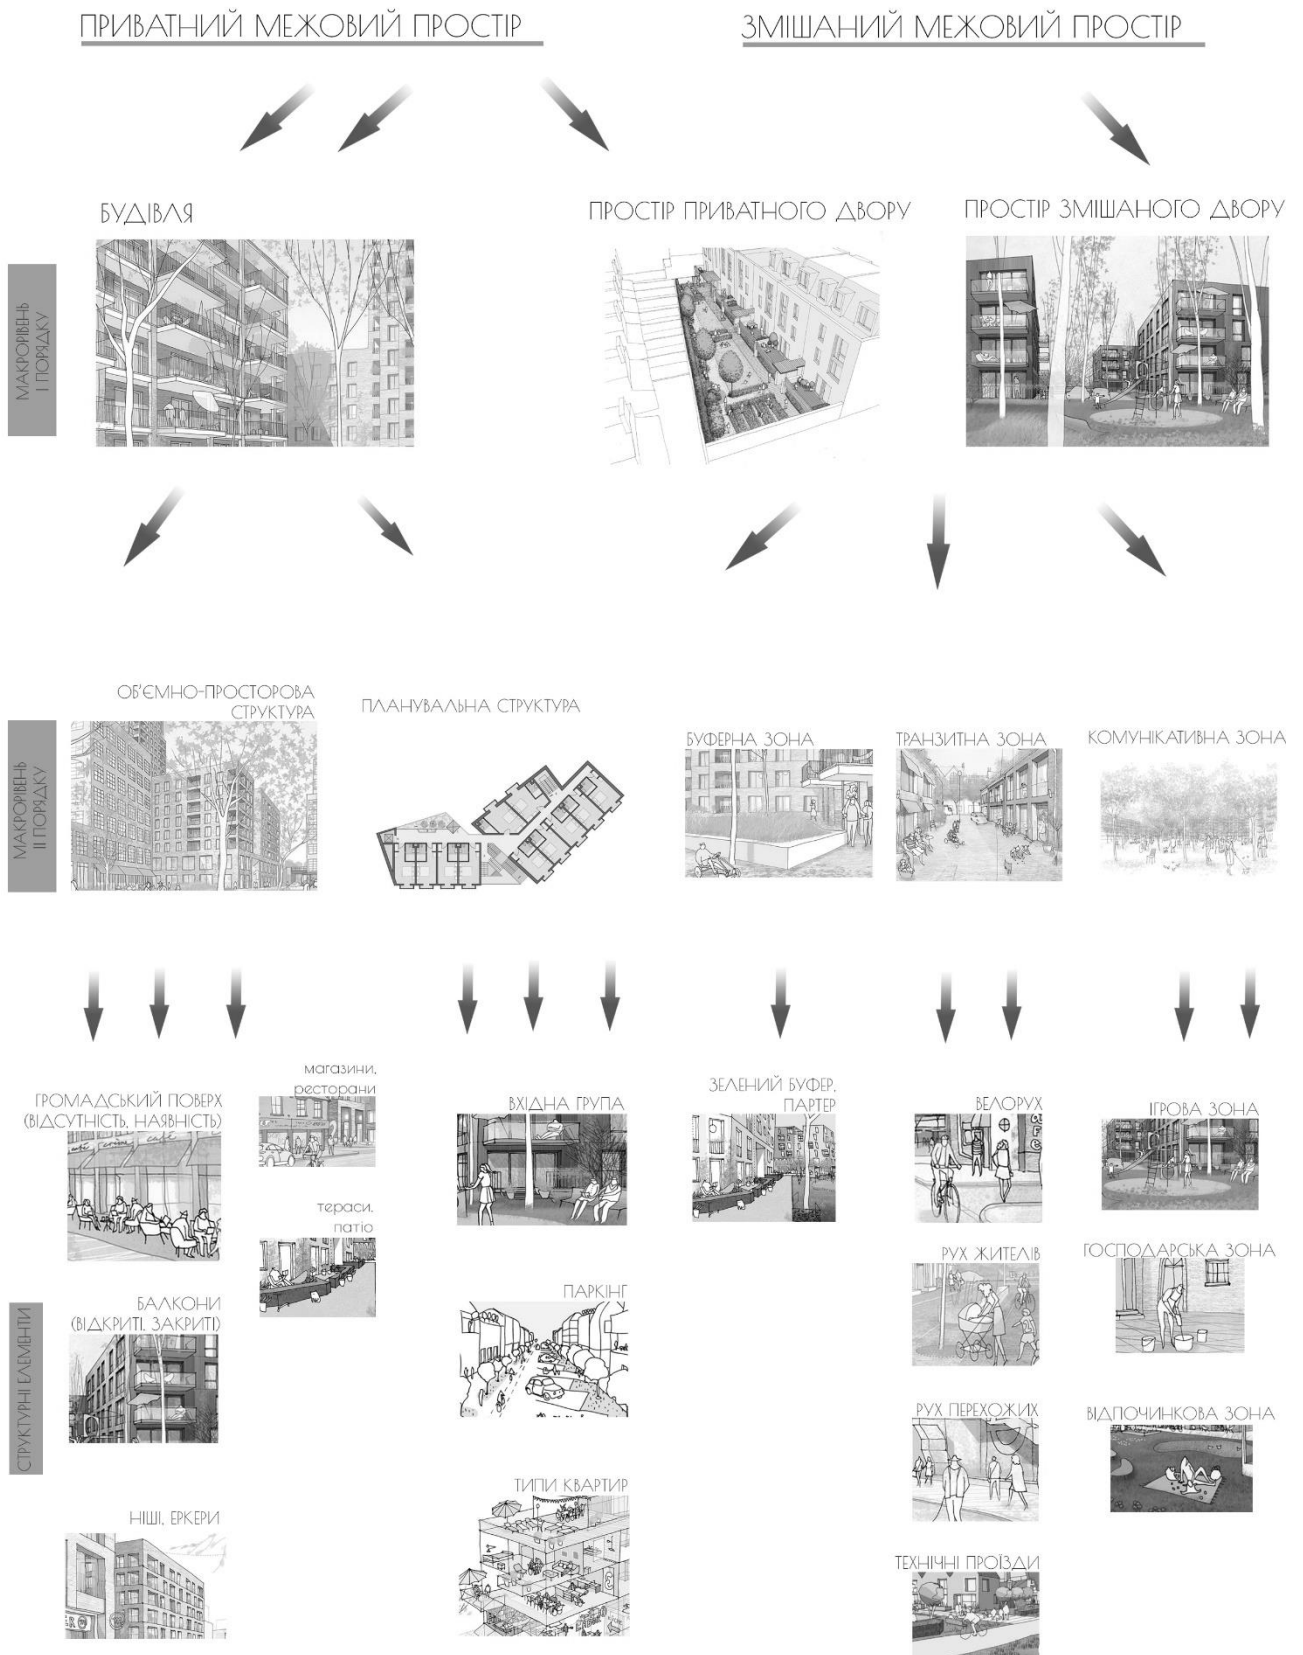 ПРИВАТНИЙ МЕЖОВИЙ ПРОСТІР
ЗМІШАНИЙ МЕЖОВИЙ ПРОСТІР
БУДІВЛЯ
ПРОСТІР ПРИВАТНОГО ДВОРУ
ПРОСТІР ЗМІШАНОГО ДВОРУ
МАКРОРІВЕНЬ
І ПОРЯДКУ
ОБ'ЄМНО-ПРОСТОРОВА
СТРУКТУРА
ПЛАНУВАЛЬНА СТРУКТУРА
БУФЕРНА ЗОНА
ТРАНЗИТНА ЗОНА
КОМУНІКАТИВНА ЗОНА
МАКРОРІВЕНЬ
ІІ ПОРЯДКУ
ГРОМАДСЬКИЙ ПОВЕРХ
(ВІДСУТНІСТЬ, НАЯВНІСТЬ)
магазини,
ресторани
ВХІДНА ГРУПА
ЗЕЛЕНИЙ БУФЕР,
ПАРТЕР
ВЕЛОРУХ
ІГРОВА ЗОНА
тераси,
патіо
РУХ ЖИТЕЛІВ
ГОСПОДАРСЬКА ЗОНА
БАЛКОНИ
(ВІДКРИТІ, ЗАКРИТІ)
ПАРКІНГ
СТРУКТУРНІ ЕЛЕМЕНТИ
РУХ ПЕРЕХОЖИХ
ВІДПОЧИНКОВА ЗОНА
НІШІ, ЕРКЕРИ
ТИПИ КВАРТИР
ТЕХНІЧНІ ПРОЇЗДИ